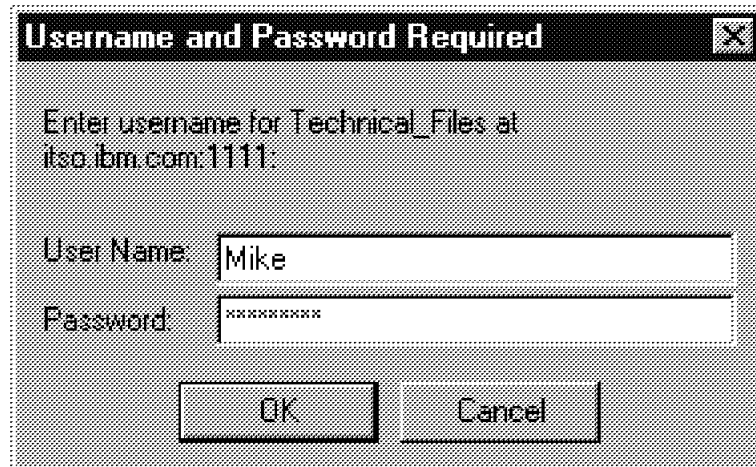 Username and Password Required
Enter username for Technical_Files at
itso.ibm.com:1111:
User Name: Mike
Password: *********
OK Cancel